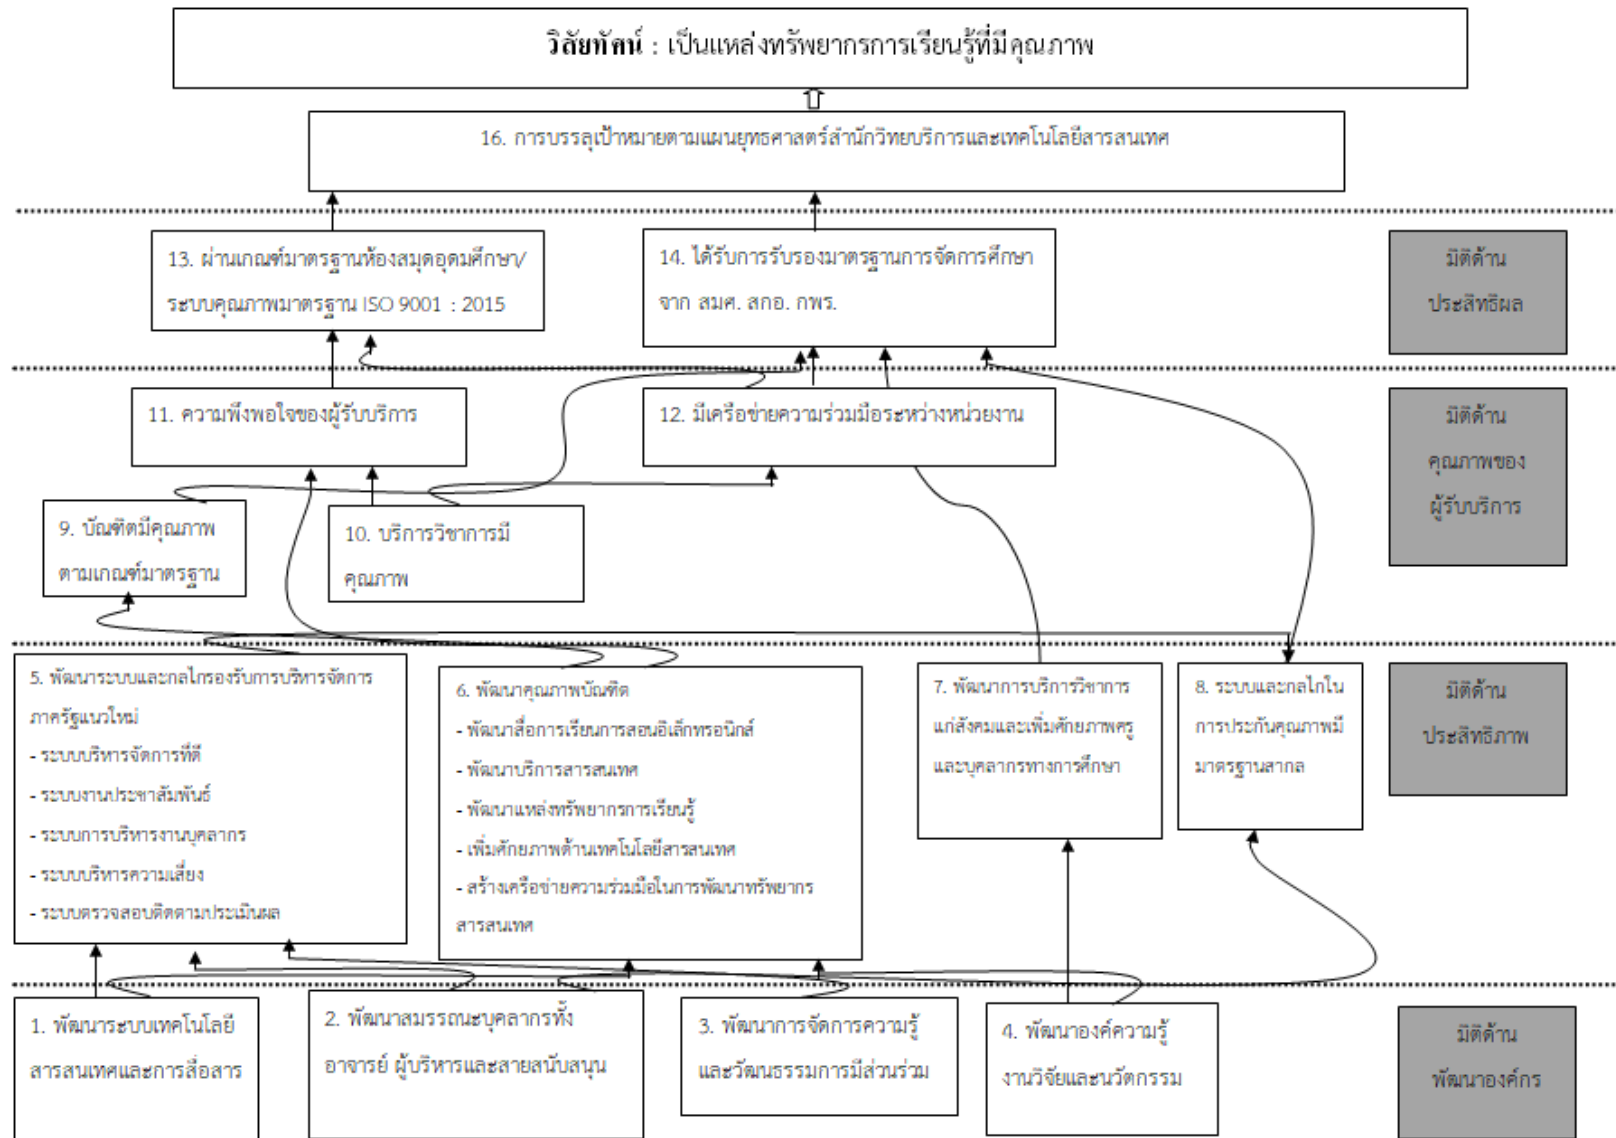 วิสัยทัศน์ : เป็นแหล่งทรัพยากรการเรียนรู้ที่มีคุณภาพ
16. การบรรลุเป้าหมายตามแผนยุทธศาสตร์สำนักวิทยบริการและเทคโนโลยีสารสนเทศ
13. ผ่านเกณฑ์มาตรฐานห้องสมุดอุดมศึกษา/
ระบบคุณภาพมาตรฐาน ISO 9001 : 2015
14. ได้รับการรับรองมาตรฐานการจัดการศึกษา
จาก สมศ. สกอ. กพร.
มิติด้าน
ประสิทธิผล
11. ความพึงพอใจของผู้รับบริการ
12. มีเครือข่ายความร่วมมือระหว่างหน่วยงาน
มิติด้าน
คุณภาพของ
ผู้รับบริการ
9. บัณฑิตมีคุณภาพ
ตามเกณฑ์มาตรฐาน
10. บริการวิชาการมี
คุณภาพ
5. พัฒนาระบบและกลไกรองรับการบริหารจัดการ
ภาครัฐแนวใหม่
- ระบบบริหารจัดการที่ดี
- ระบบงานประชาสัมพันธ์
- ระบบการบริหารงานบุคลากร
- ระบบบริหารความเสี่ยง
- ระบบตรวจสอบติดตามประเมินผล
6. พัฒนาคุณภาพบัณฑิต
- พัฒนาสื่อการเรียนการสอนอิเล็กทรอนิกส์
- พัฒนาบริการสารสนเทศ
- พัฒนาแหล่งทรัพยากรการเรียนรู้
- เพิ่มศักยภาพด้านเทคโนโลยีสารสนเทศ
- สร้างเครือข่ายความร่วมมือในการพัฒนาทรัพยากร
สารสนเทศ
7. พัฒนาการบริการวิชาการ
แก่สังคมและเพิ่มศักยภาพครู
และบุคลากรทางการศึกษา
8. ระบบและกลไกใน
การประกันคุณภาพมี
มาตรฐานสากล
มิติด้าน
ประสิทธิภาพ
1. พัฒนาระบบเทคโนโลยี
สารสนเทศและการสื่อสาร
2. พัฒนาสมรรถนะบุคลากรทั้ง
อาจารย์ ผู้บริหารและสายสนับสนุน
3. พัฒนาการจัดการความรู้
และวัฒนธรรมการมีส่วนร่วม
4. พัฒนาองค์ความรู้
งานวิจัยและนวัตกรรม
มิติด้าน
พัฒนาองค์กร